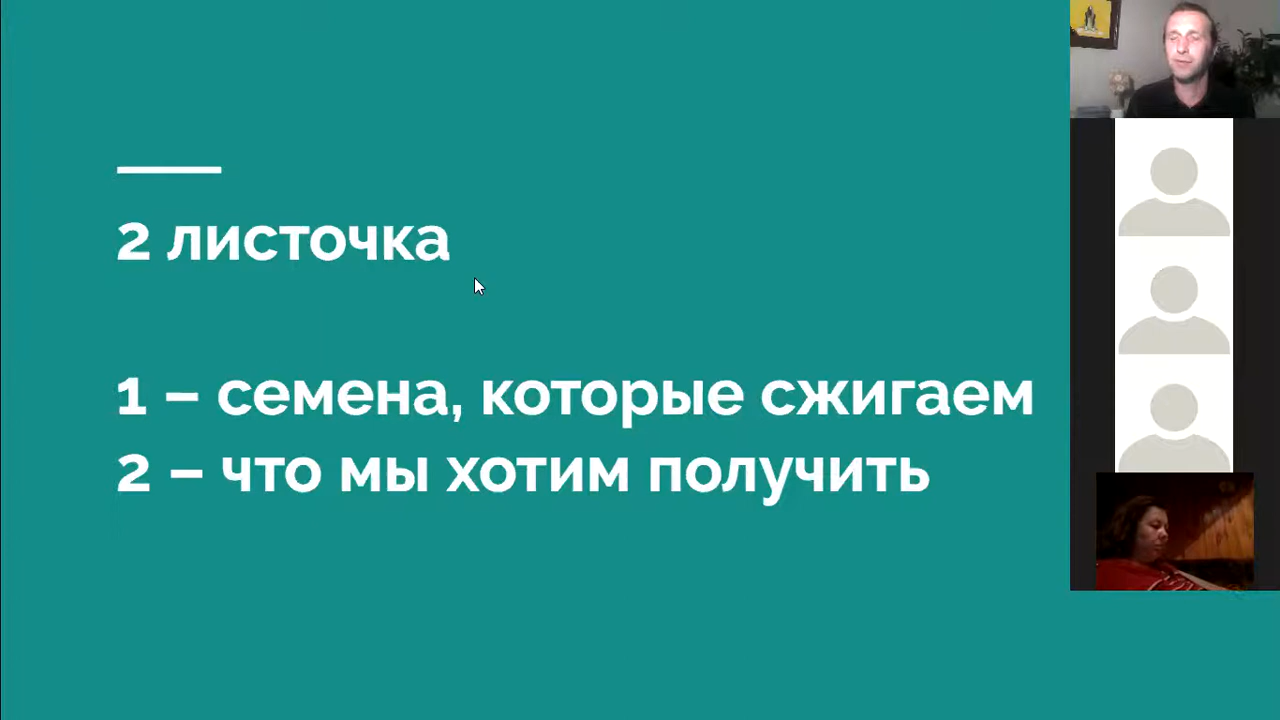 2 листочка
1 – семена, которые сжигаем
2 – что мы хотим получить